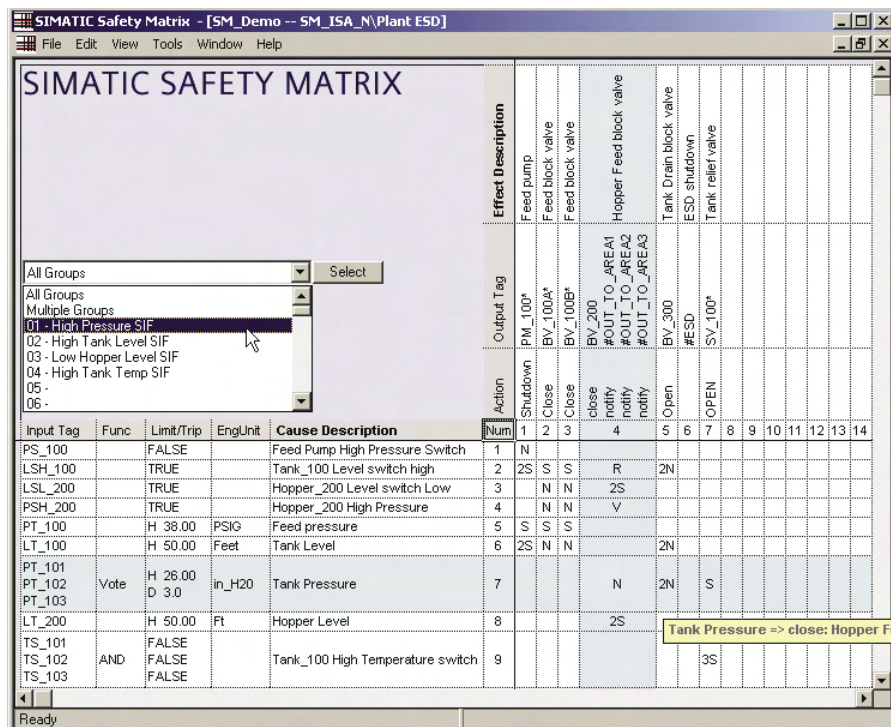 SIMATIC Safety Matrix - [SM_Demo -- SM_ISA_N\Plant ESD]
File Edit View Tools Window Help
SIMATIC SAFETY MATRIX
All Groups
Select
All Groups
Multiple Groups
01 - High Pressure SIF
02 - High Tank Level SIF
03 - Low Hopper Level SIF
04 - High Tank Temp SIF
05 -
06 -
Effect Description
Feed pump
Feed block valve
Feed block valve
Hopper Feed block valve
Tank Drain block valve
ESD shutdown
Tank relief valve
Output Tag
PM_100*
BV_100A*
BV_100B*
BV_200
#OUT_TO_AREA1
#OUT_TO_AREA2
#OUT_TO_AREA3
BV_300
#ESD
SV_100*
Action
Shutdown
Close
Close
close
notify
notify
notify
Open
OPEN
Input Tag Func Limit/Trip EngUnit Cause Description Num 1 2 3 4 5 6 7 8 9 10 11 12 13 14
PS_100 FALSE Feed Pump High Pressure Switch 1 N
LSH_100 TRUE Tank_100 Level switch high 2 2S S S R 2N
LSL_200 TRUE Hopper_200 Level switch Low 3 N N 2S
PSH_200 TRUE Hopper_200 High Pressure 4 N N V
PT_100 H 38.00 PSIG Feed pressure 5 S S S
LT_100 H 50.00 Feet Tank Level 6 2S N N 2N
PT_101
PT_102
PT_103
Vote
H 26.00
D 3.0
in_H20 Tank Pressure 7 N 2N S
LT_200 H 50.00 Ft Hopper Level 8 2S
Tank Pressure => close: Hopper F
TS_101
TS_102
TS_103
AND
FALSE
FALSE
FALSE
Tank_100 High Temperature switch 9 3S
Ready